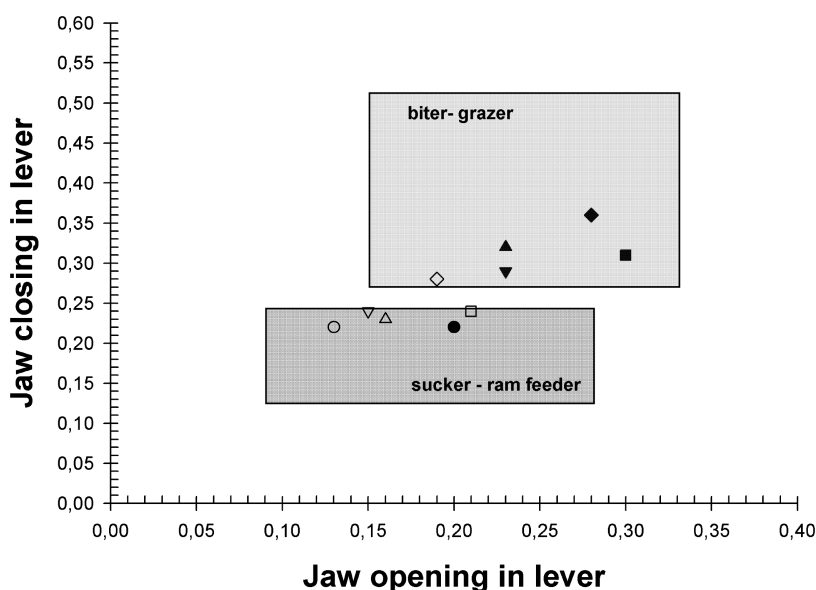 0,60
0,55
0,50
0,45
0,40
0,35
0,30
0,25
0,20
0,15
0,10
0,05
0,00
Jaw closing in lever
biter- grazer
sucker - ram feeder
0,00 0,05 0,10 0,15 0,20 0,25 0,30 0,35 0,40
Jaw opening in lever